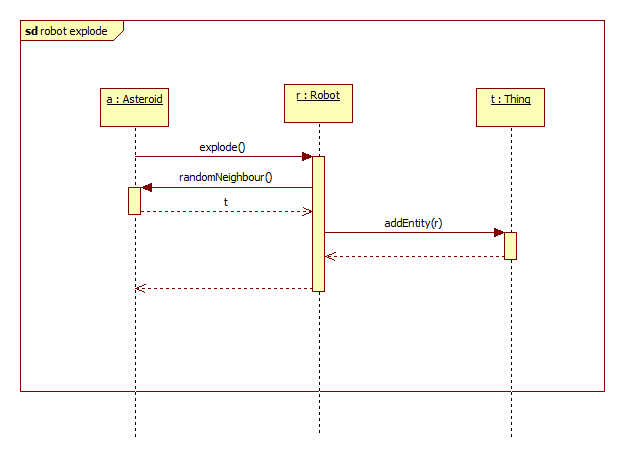 sd robot explode
a : Asteroid
r : Robot
t : Thing
explode()
randomNeighbour()
t
addEntity(r)